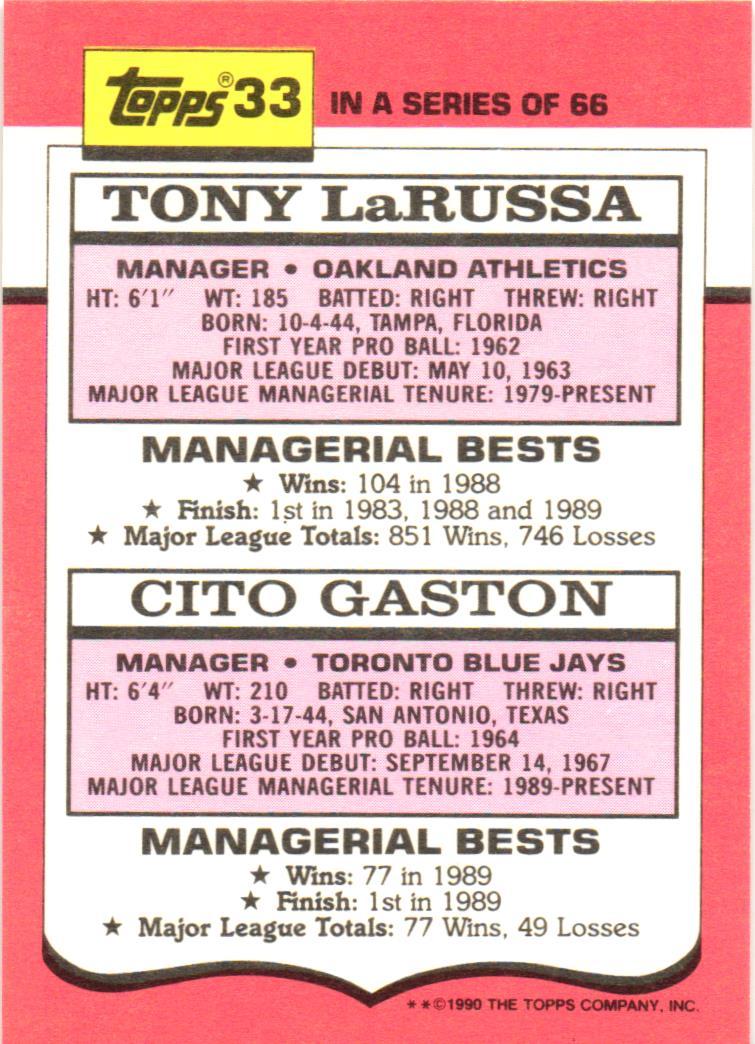 topps® 33 IN A SERIES OF 66
TONY LaRUSSA
MANAGER • OAKLAND ATHLETICS
HT: 6'1" WT: 185 BATTED: RIGHT THREW: RIGHT
BORN: 10-4-44, TAMPA, FLORIDA
FIRST YEAR PRO BALL: 1962
MAJOR LEAGUE DEBUT: MAY 10, 1963
MAJOR LEAGUE MANAGERIAL TENURE: 1979-PRESENT
MANAGERIAL BESTS
★ Wins: 104 in 1988
★ Finish: 1st in 1983, 1988 and 1989
★ Major League Totals: 851 Wins, 746 Losses
CITO GASTON
MANAGER • TORONTO BLUE JAYS
HT: 6'4" WT: 210 BATTED: RIGHT THREW: RIGHT
BORN: 3-17-44, SAN ANTONIO, TEXAS
FIRST YEAR PRO BALL: 1964
MAJOR LEAGUE DEBUT: SEPTEMBER 14, 1967
MAJOR LEAGUE MANAGERIAL TENURE: 1989-PRESENT
MANAGERIAL BESTS
★ Wins: 77 in 1989
★ Finish: 1st in 1989
★ Major League Totals: 77 Wins, 49 Losses
**©1990 THE TOPPS COMPANY, INC.